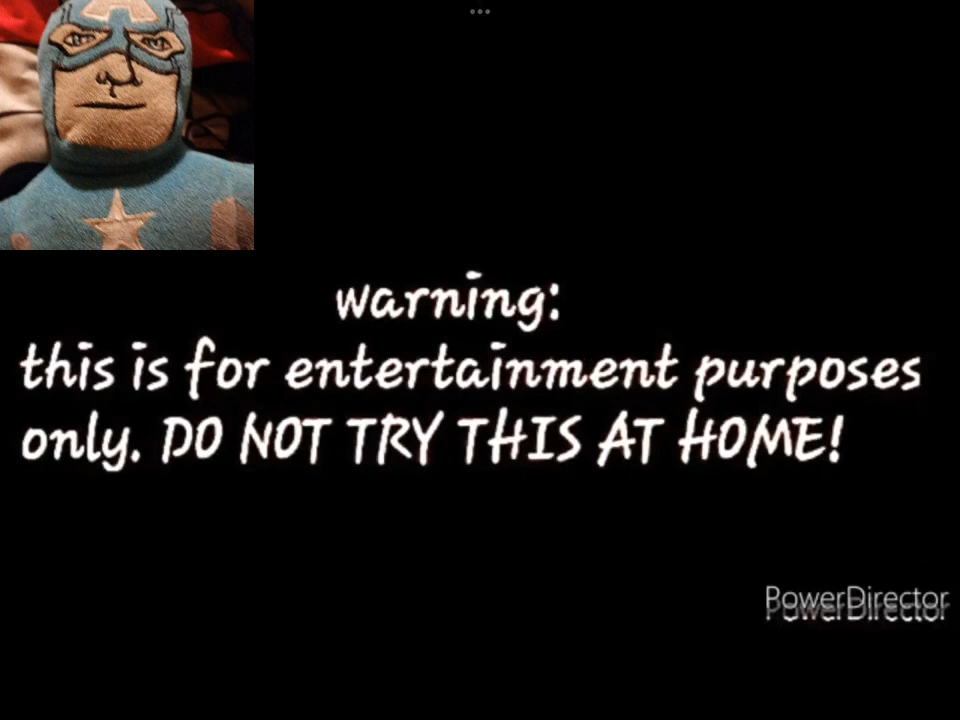 warning:
this is for entertainment purposes
only. DO NOT TRY THIS AT HOME!
PowerDirector